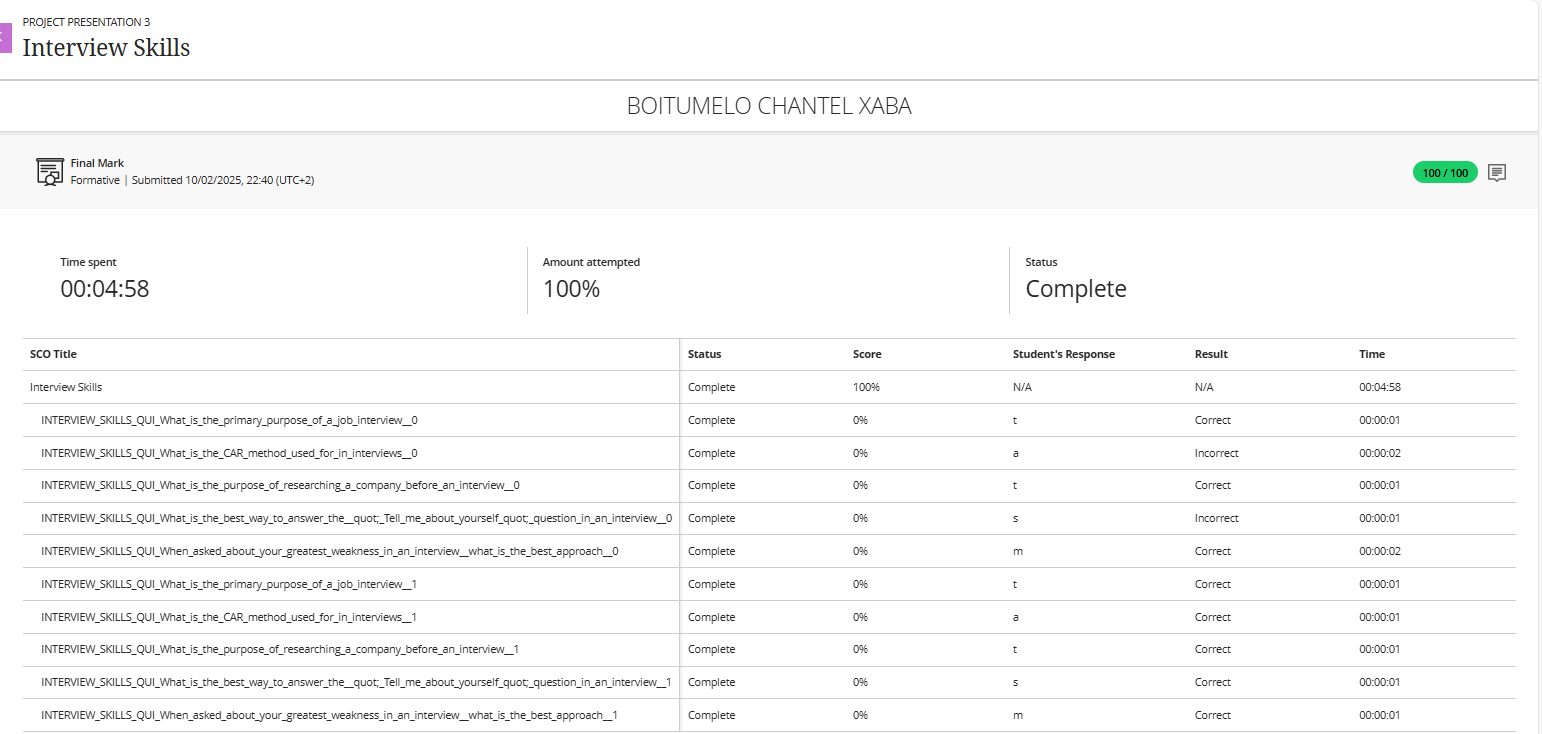 PROJECT PRESENTATION 3
Interview Skills
BOITUMELO CHANTEL XABA
Final Mark
Formative | Submitted 10/02/2025, 22:40 (UTC+2)
100 / 100
Time spent
00:04:58
Amount attempted
100%
Status
Complete
SCO Title Status Score Student's Response Result Time
Interview Skills Complete 100% N/A N/A 00:04:58
INTERVIEW_SKILLS_QUI_What_is_the_primary_purpose_of_a_job_interview__0 Complete 0% t Correct 00:00:01
INTERVIEW_SKILLS_QUI_What_is_the_CAR_method_used_for_in_interviews__0 Complete 0% a Incorrect 00:00:02
INTERVIEW_SKILLS_QUI_What_is_the_purpose_of_researching_a_company_before_an_interview__0 Complete 0% t Correct 00:00:01
INTERVIEW_SKILLS_QUI_What_is_the_best_way_to_answer_the__quot;_Tell_me_about_yourself_quot;_question_in_an_interview__0 Complete 0% s Incorrect 00:00:01
INTERVIEW_SKILLS_QUI_When_asked_about_your_greatest_weakness_in_an_interview__what_is_the_best_approach__0 Complete 0% m Correct 00:00:02
INTERVIEW_SKILLS_QUI_What_is_the_primary_purpose_of_a_job_interview__1 Complete 0% t Correct 00:00:01
INTERVIEW_SKILLS_QUI_What_is_the_CAR_method_used_for_in_interviews__1 Complete 0% a Correct 00:00:01
INTERVIEW_SKILLS_QUI_What_is_the_purpose_of_researching_a_company_before_an_interview__1 Complete 0% t Correct 00:00:01
INTERVIEW_SKILLS_QUI_What_is_the_best_way_to_answer_the__quot;_Tell_me_about_yourself_quot;_question_in_an_interview__1 Complete 0% s Correct 00:00:01
INTERVIEW_SKILLS_QUI_When_asked_about_your_greatest_weakness_in_an_interview__what_is_the_best_approach__1 Complete 0% m Correct 00:00:01